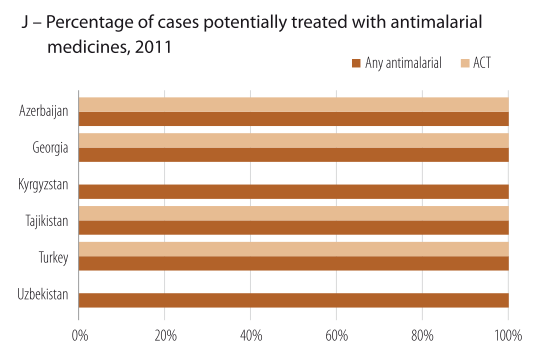 J – Percentage of cases potentially treated with antimalarial
medicines, 2011
Any antimalarial ACT
Azerbaijan
Georgia
Kyrgyzstan
Tajikistan
Turkey
Uzbekistan
0% 20% 40% 60% 80% 100%